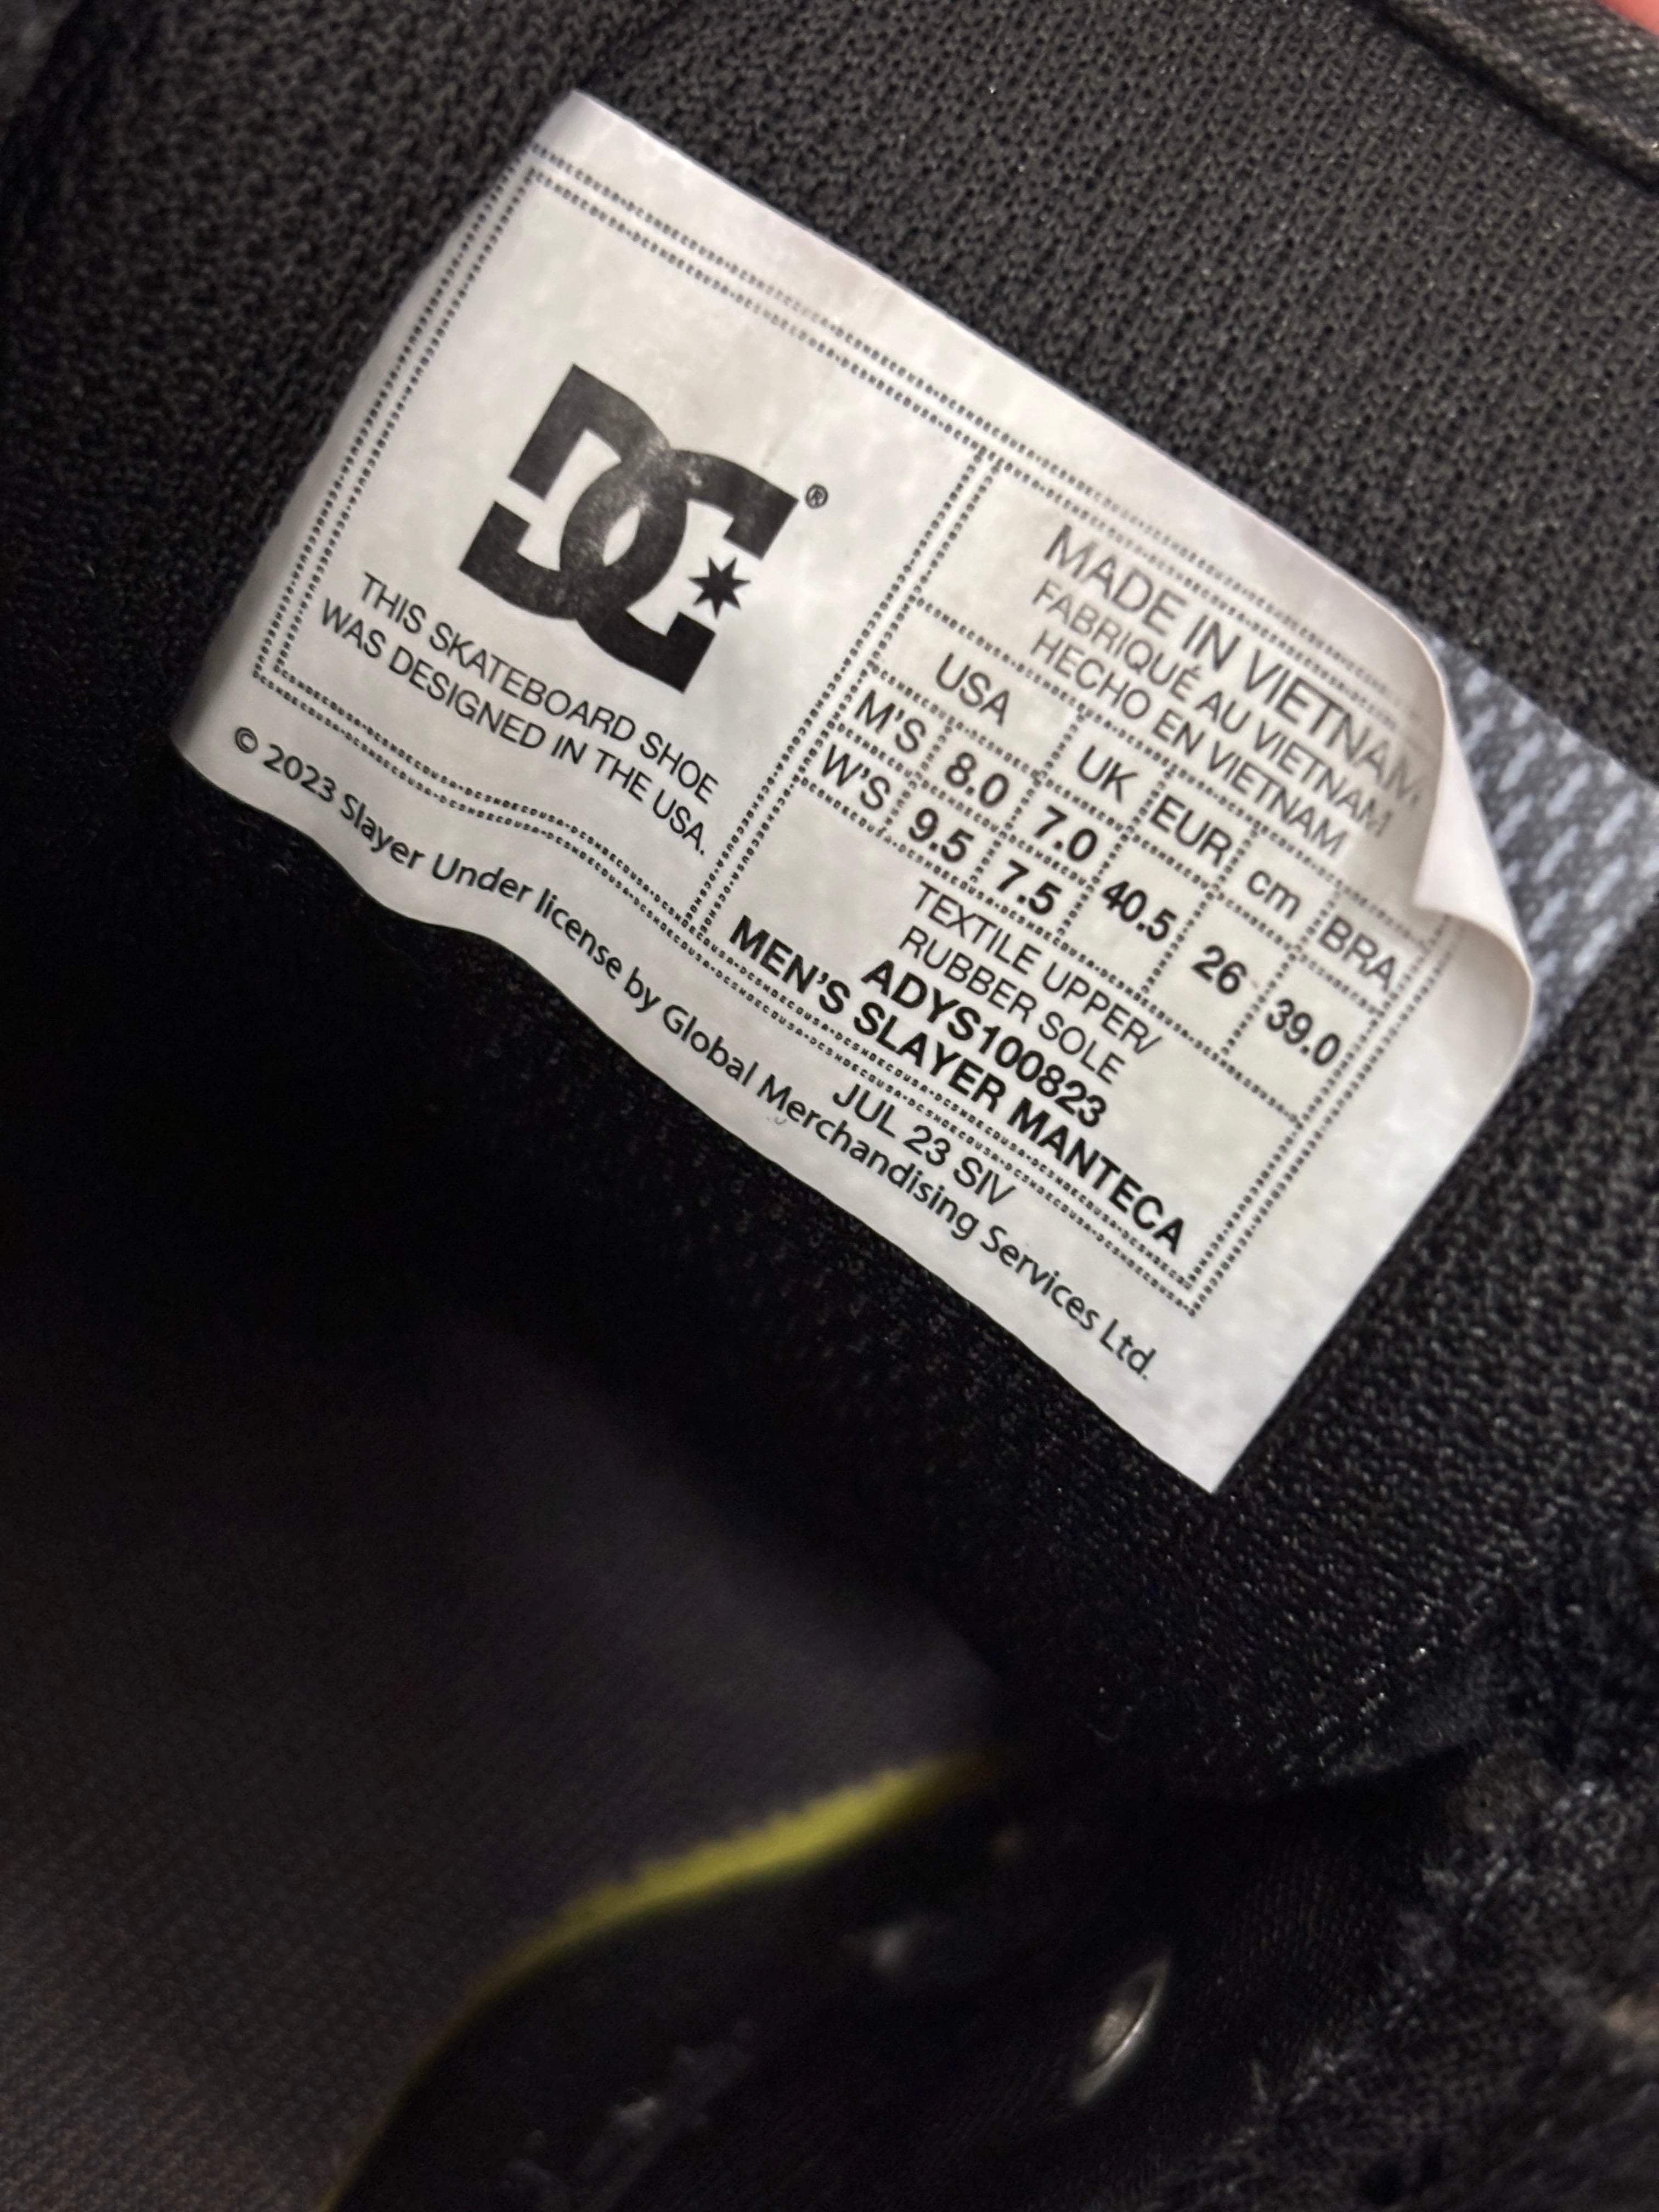 DC®
THIS SKATEBOARD SHOE
WAS DESIGNED IN THE USA.
MADE IN VIETNAM
FABRIQUÉ AU VIETNAM
HECHO EN VIETNAM
USA UK EUR cm BRA
M'S 8.0 7.0 40.5 26 39.0
W'S 9.5 7.5
TEXTILE UPPER/
RUBBER SOLE
ADYS100823
MEN'S SLAYER MANTECA
JUL 23 SIV
© 2023 Slayer Under license by Global Merchandising Services Ltd.